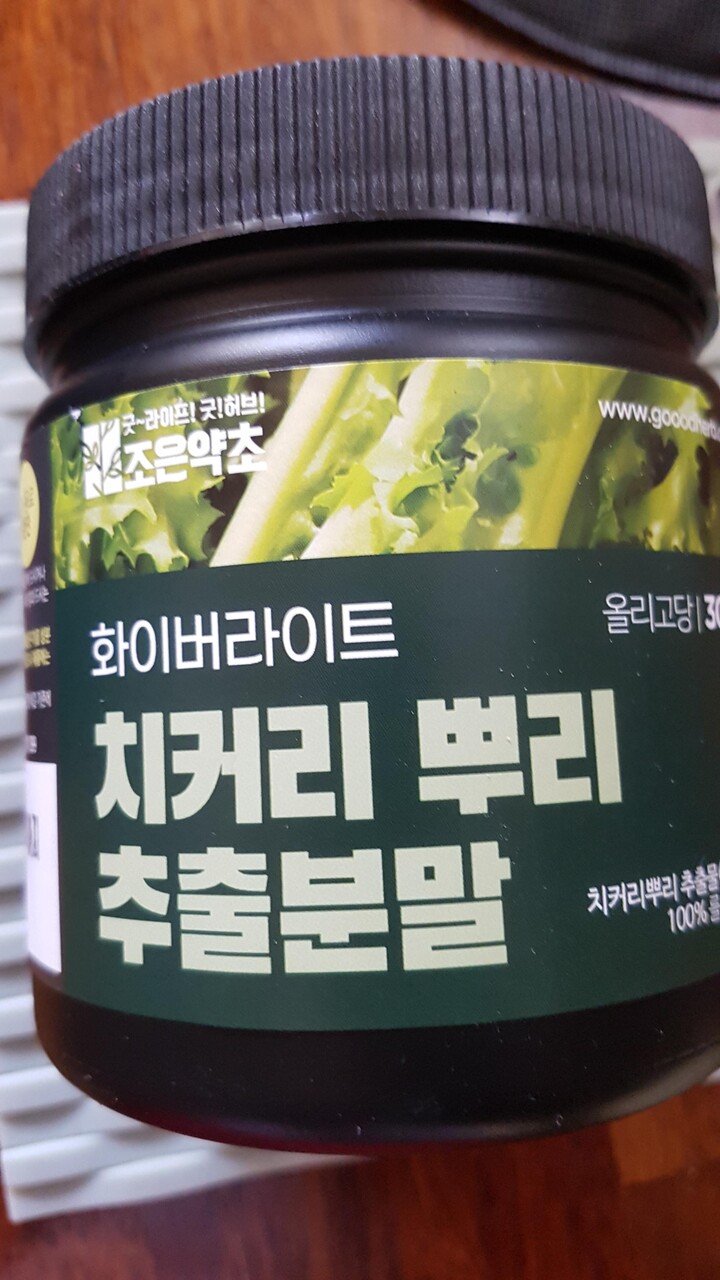 굿~라이프! 굿!허브!
조은약초
www.gooodherb.c
화이버라이트
올리고당 | 30
치커리 뿌리
추출분말
치커리뿌리 추출물
100%